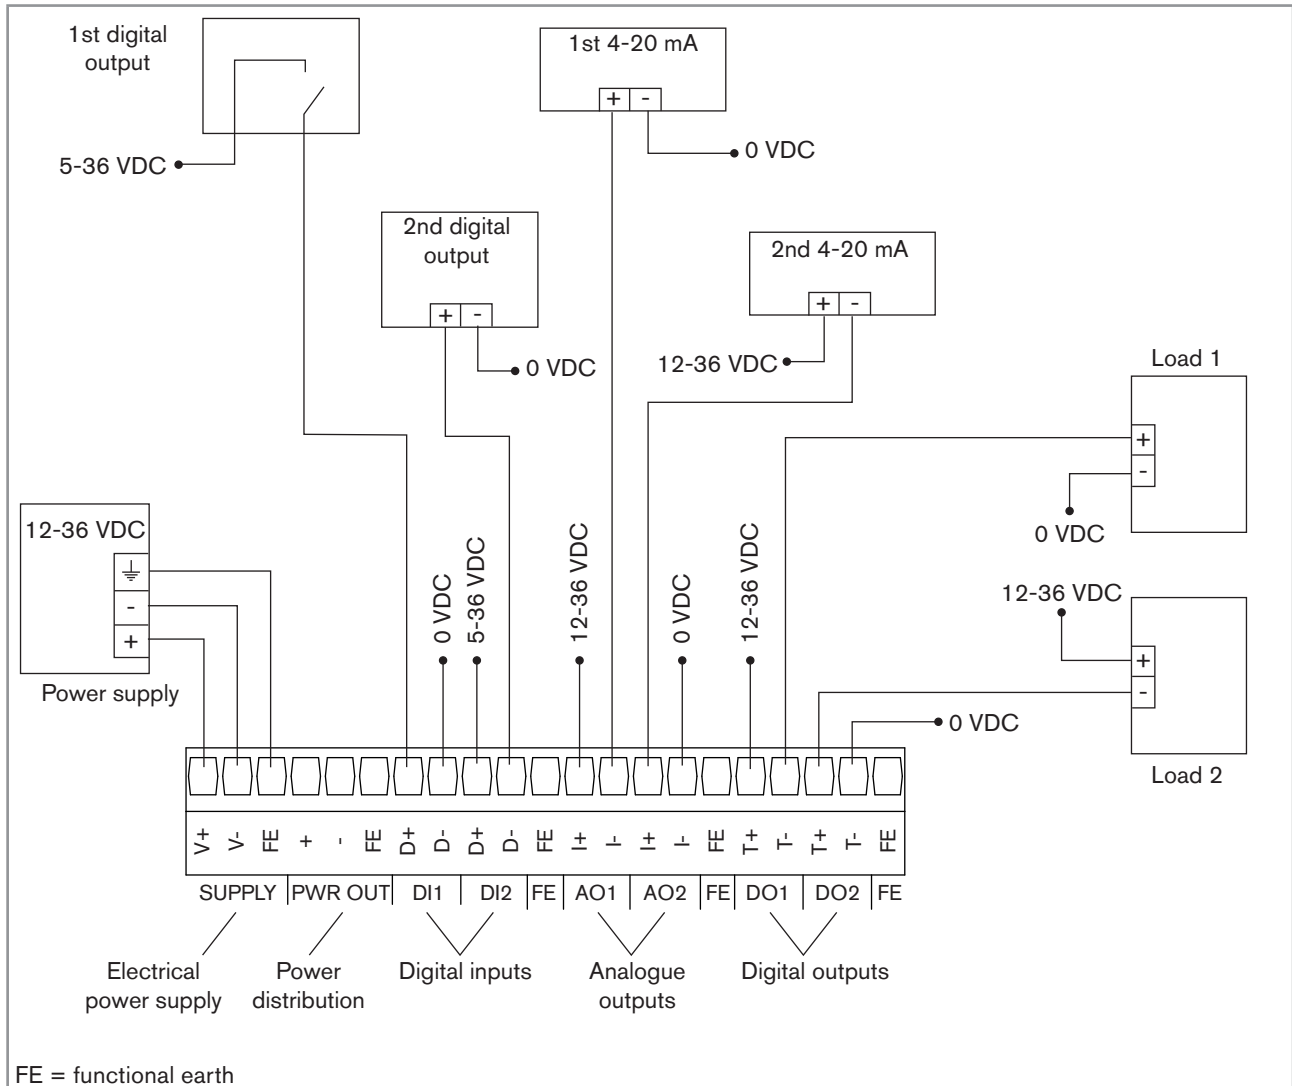 1st digital
output
5-36 VDC
1st 4-20 mA
+ -
0 VDC
2nd digital
output
+ -
0 VDC
2nd 4-20 mA
+ -
12-36 VDC
Load 1
+
-
0 VDC
12-36 VDC
-
+
Power supply
0 VDC
5-36 VDC
12-36 VDC
0 VDC
12-36 VDC
12-36 VDC
+
-
Load 2
0 VDC
V+ V- FE + - FE D+ D- D+ D- FE I+ I- I+ I- FE T+ T- T+ T- FE
SUPPLY PWR OUT DI1 DI2 FE AO1 AO2 FE DO1 DO2 FE
Electrical
power supply
Power
distribution
Digital inputs
Analogue
outputs
Digital outputs
FE = functional earth